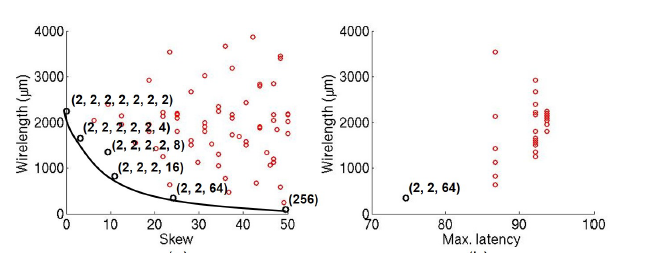 4000
3000
2000
1000
0
Wirelength (μm)
(2, 2, 2, 2, 2, 2, 2)
(2, 2, 2, 2, 2, 4)
(2, 2, 2, 2, 8)
(2, 2, 2, 16)
(2, 2, 64)
(256)
0 10 20 30 40 50
Skew
4000
3000
2000
1000
0
Wirelength (μm)
(2, 2, 64)
70 80 90 100
Max. latency